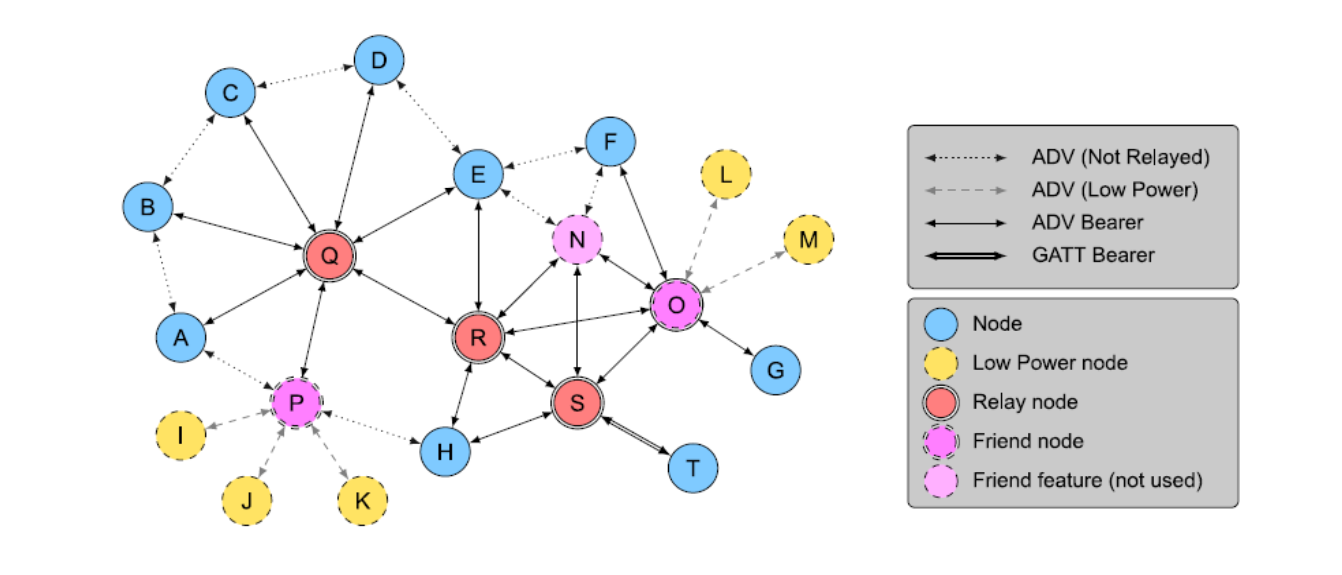 D
C
F
E
L
B
N
M
Q
O
A
R
G
P
S
I
H
T
J
K
ADV (Not Relayed)
ADV (Low Power)
ADV Bearer
GATT Bearer
Node
Low Power node
Relay node
Friend node
Friend feature (not used)